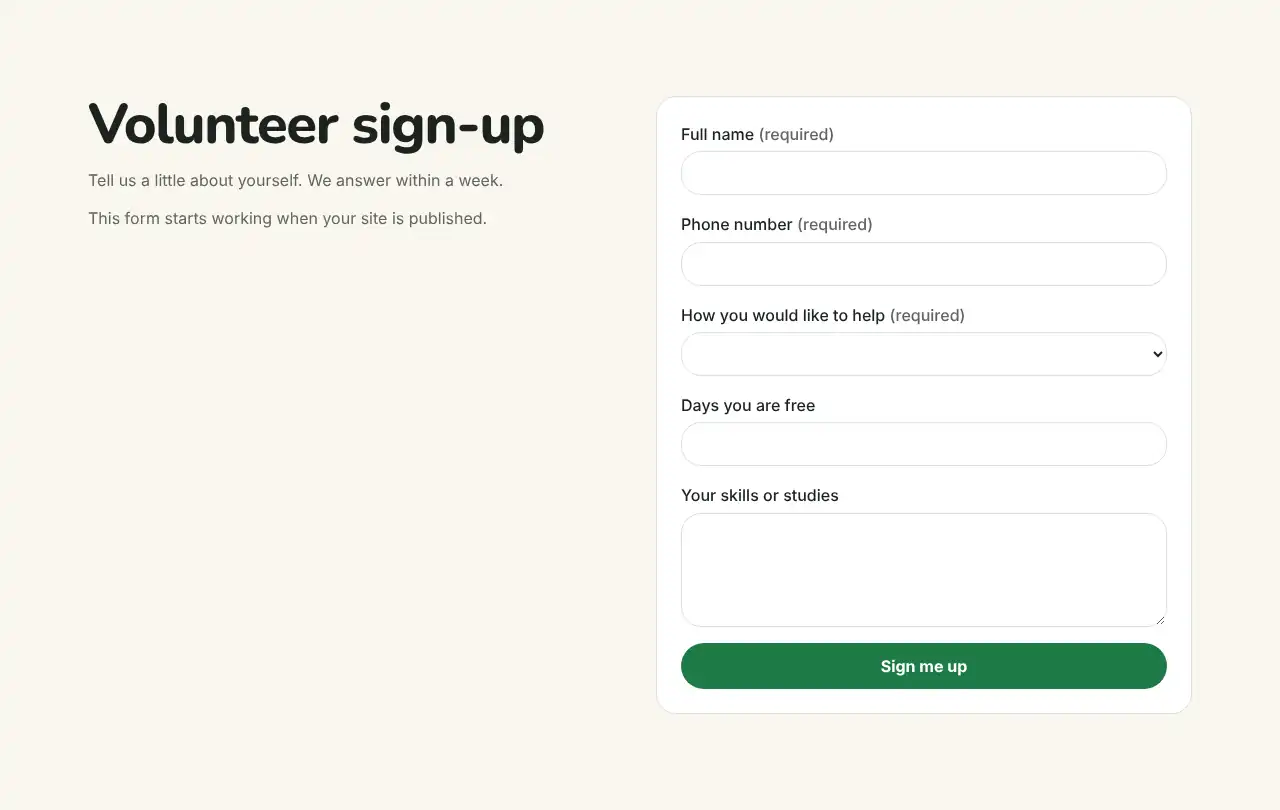 Volunteer sign-up
Tell us a little about yourself. We answer within a week.
This form starts working when your site is published.
Full name (required)
Phone number (required)
How you would like to help (required)
Days you are free
Your skills or studies
Sign me up